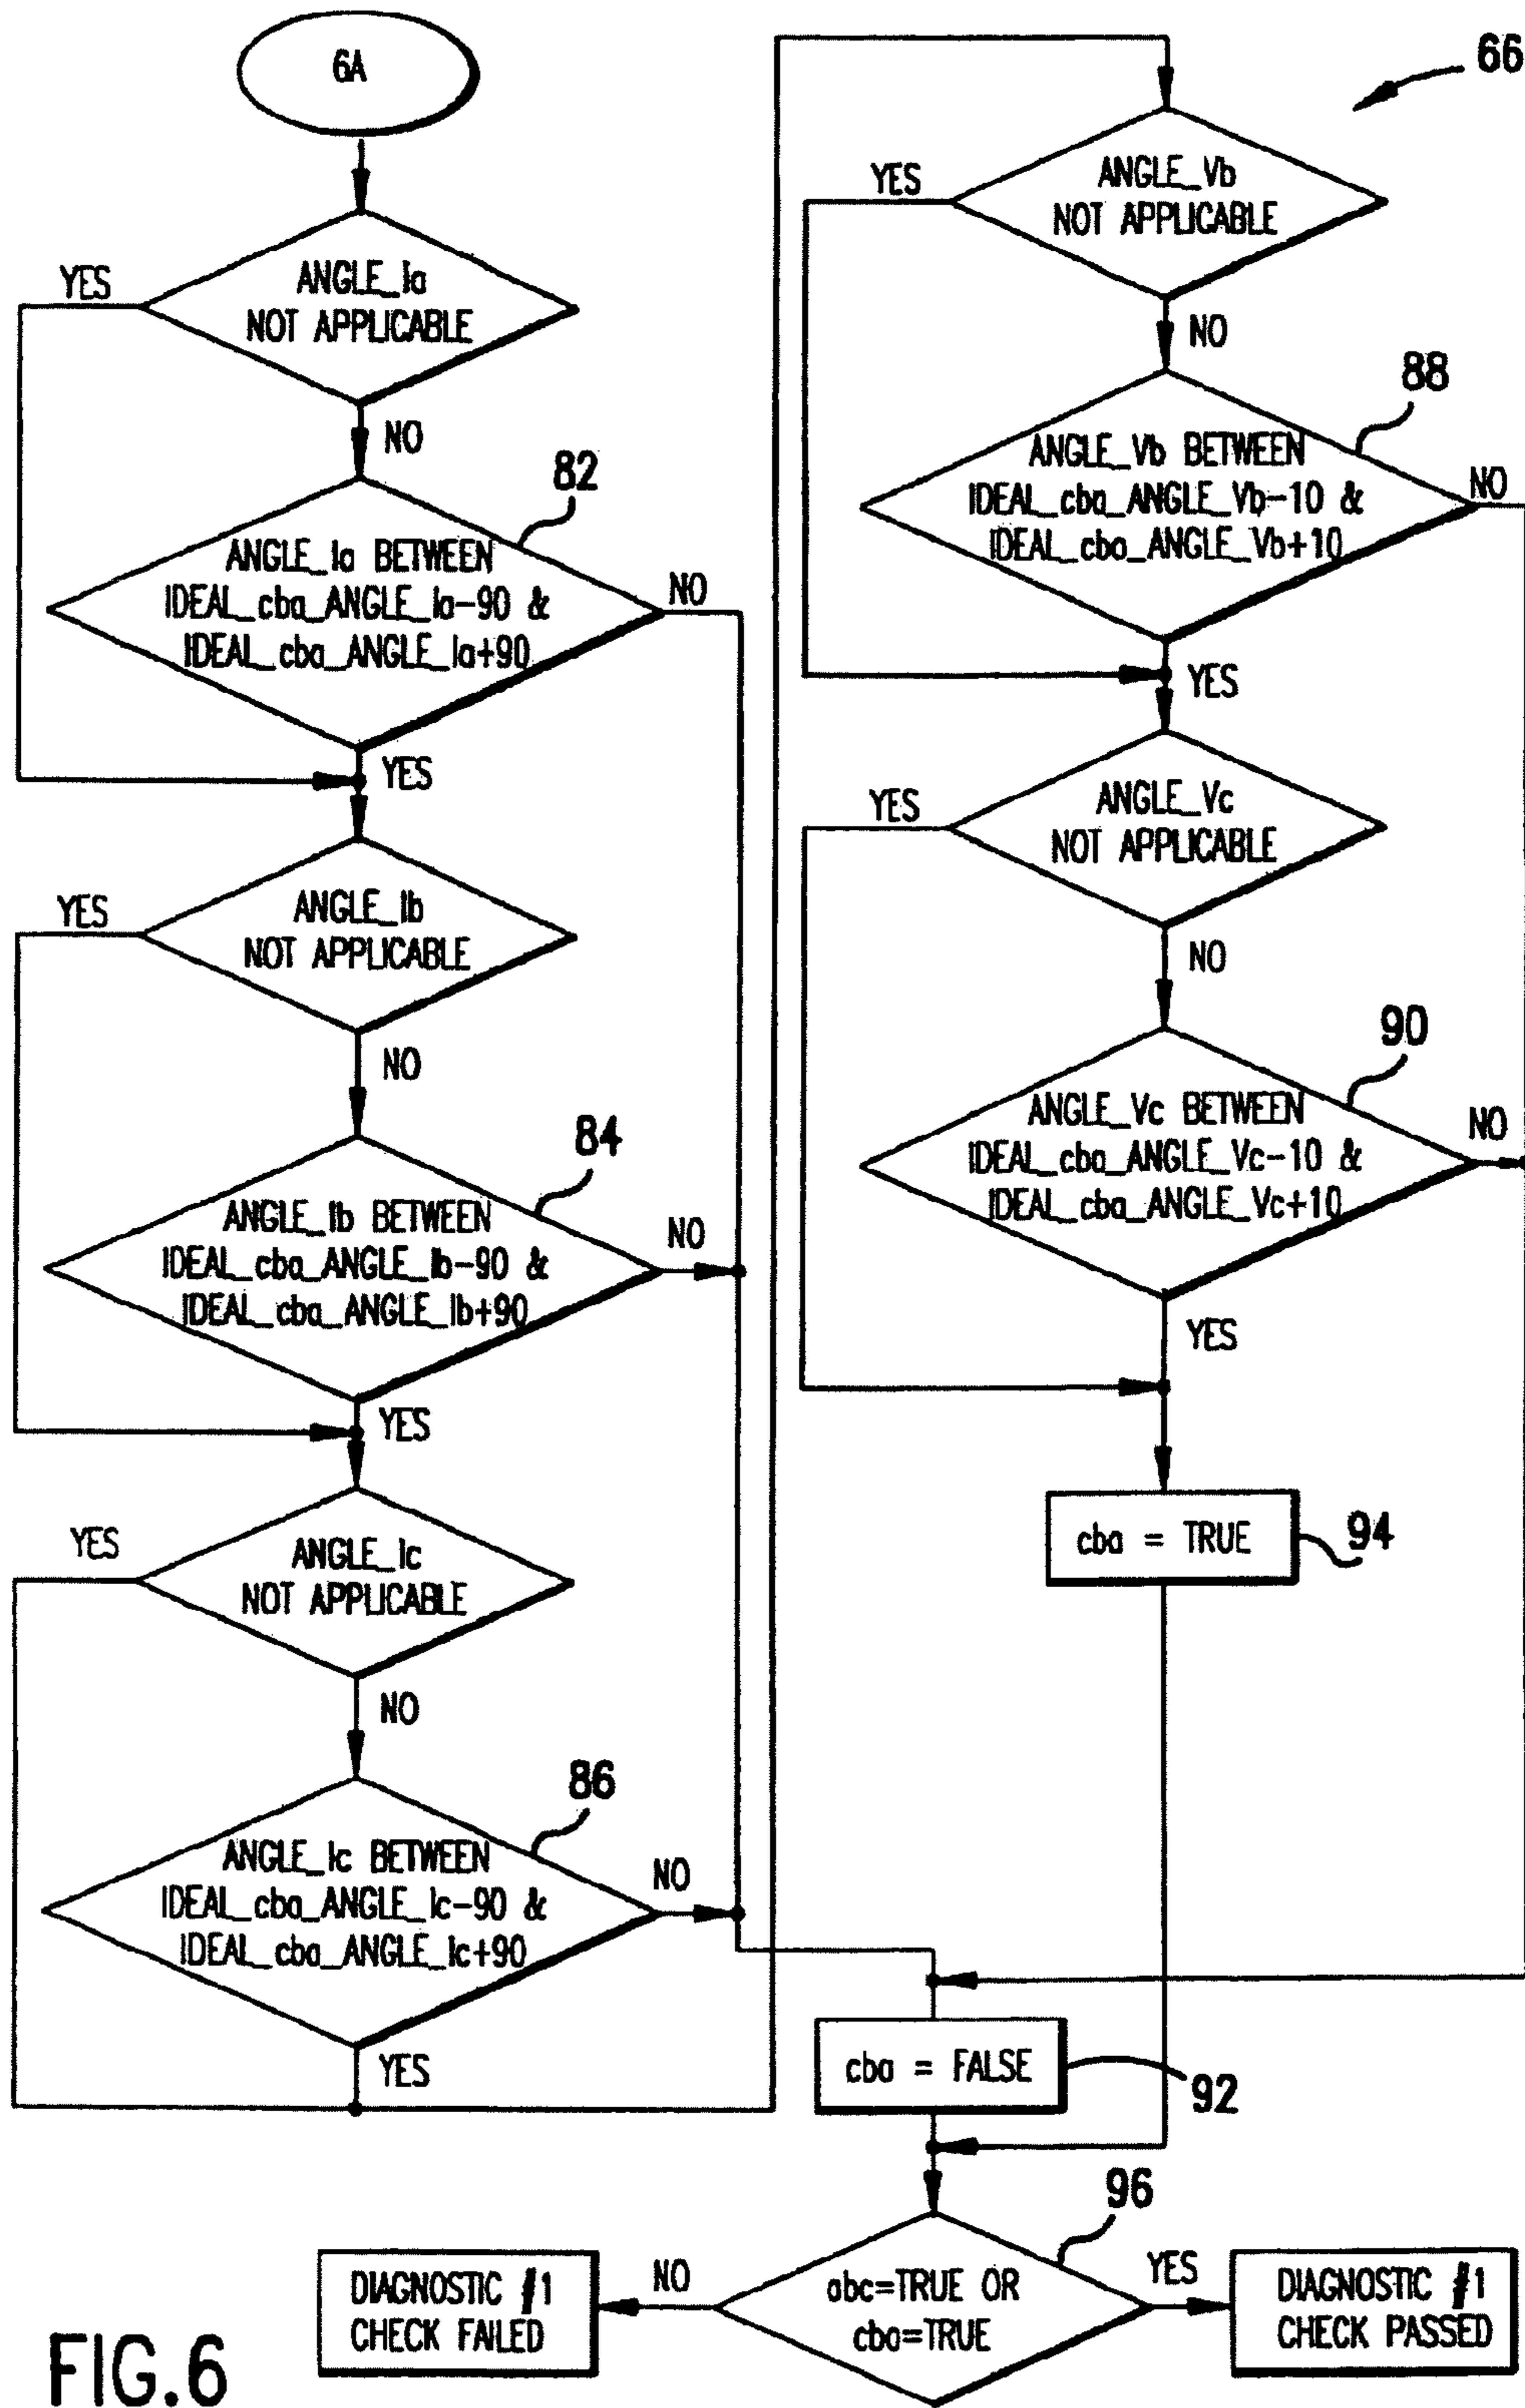 6A
ANGLE_Ia
NOT APPLICABLE
YES
NO
82
ANGLE_Ia BETWEEN
IDEAL_cba_ANGLE_Ia-90 &
IDEAL_cba_ANGLE_Ia+90
NO
YES
ANGLE_Ib
NOT APPLICABLE
YES
NO
84
ANGLE_Ib BETWEEN
IDEAL_cba_ANGLE_Ib-90 &
IDEAL_cba_ANGLE_Ib+90
NO
YES
ANGLE_Ic
NOT APPLICABLE
YES
NO
86
ANGLE_Ic BETWEEN
IDEAL_cba_ANGLE_Ic-90 &
IDEAL_cba_ANGLE_Ic+90
NO
YES
66
ANGLE_Vb
NOT APPLICABLE
YES
NO
88
ANGLE_Vb BETWEEN
IDEAL_cba_ANGLE_Vb-10 &
IDEAL_cba_ANGLE_Vb+10
NO
YES
ANGLE_Vc
NOT APPLICABLE
YES
NO
90
ANGLE_Vc BETWEEN
IDEAL_cba_ANGLE_Vc-10 &
IDEAL_cba_ANGLE_Vc+10
NO
YES
cba = TRUE
94
cba = FALSE
92
96
abc=TRUE OR
cba=TRUE
NO
DIAGNOSTIC #1
CHECK FAILED
YES
DIAGNOSTIC #1
CHECK PASSED
FIG.6